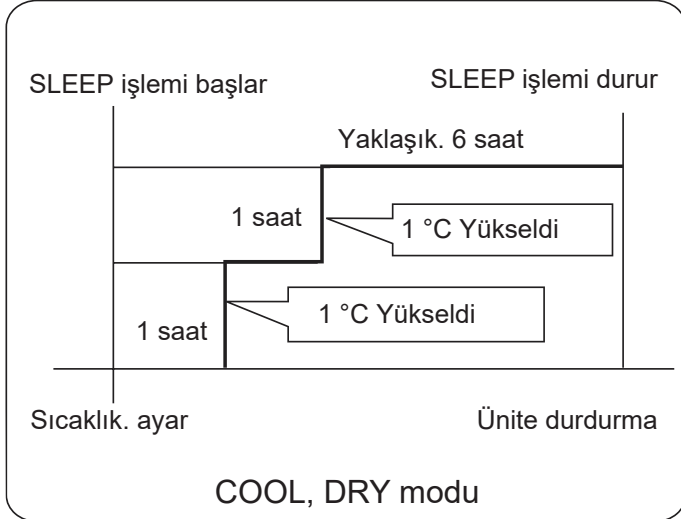 SLEEP işlemi başlar
SLEEP işlemi durur
Yaklaşık. 6 saat
1 saat
1 °C Yükseldi
1 °C Yükseldi
1 saat
Sıcaklık. ayar
Ünite durdurma
COOL, DRY modu